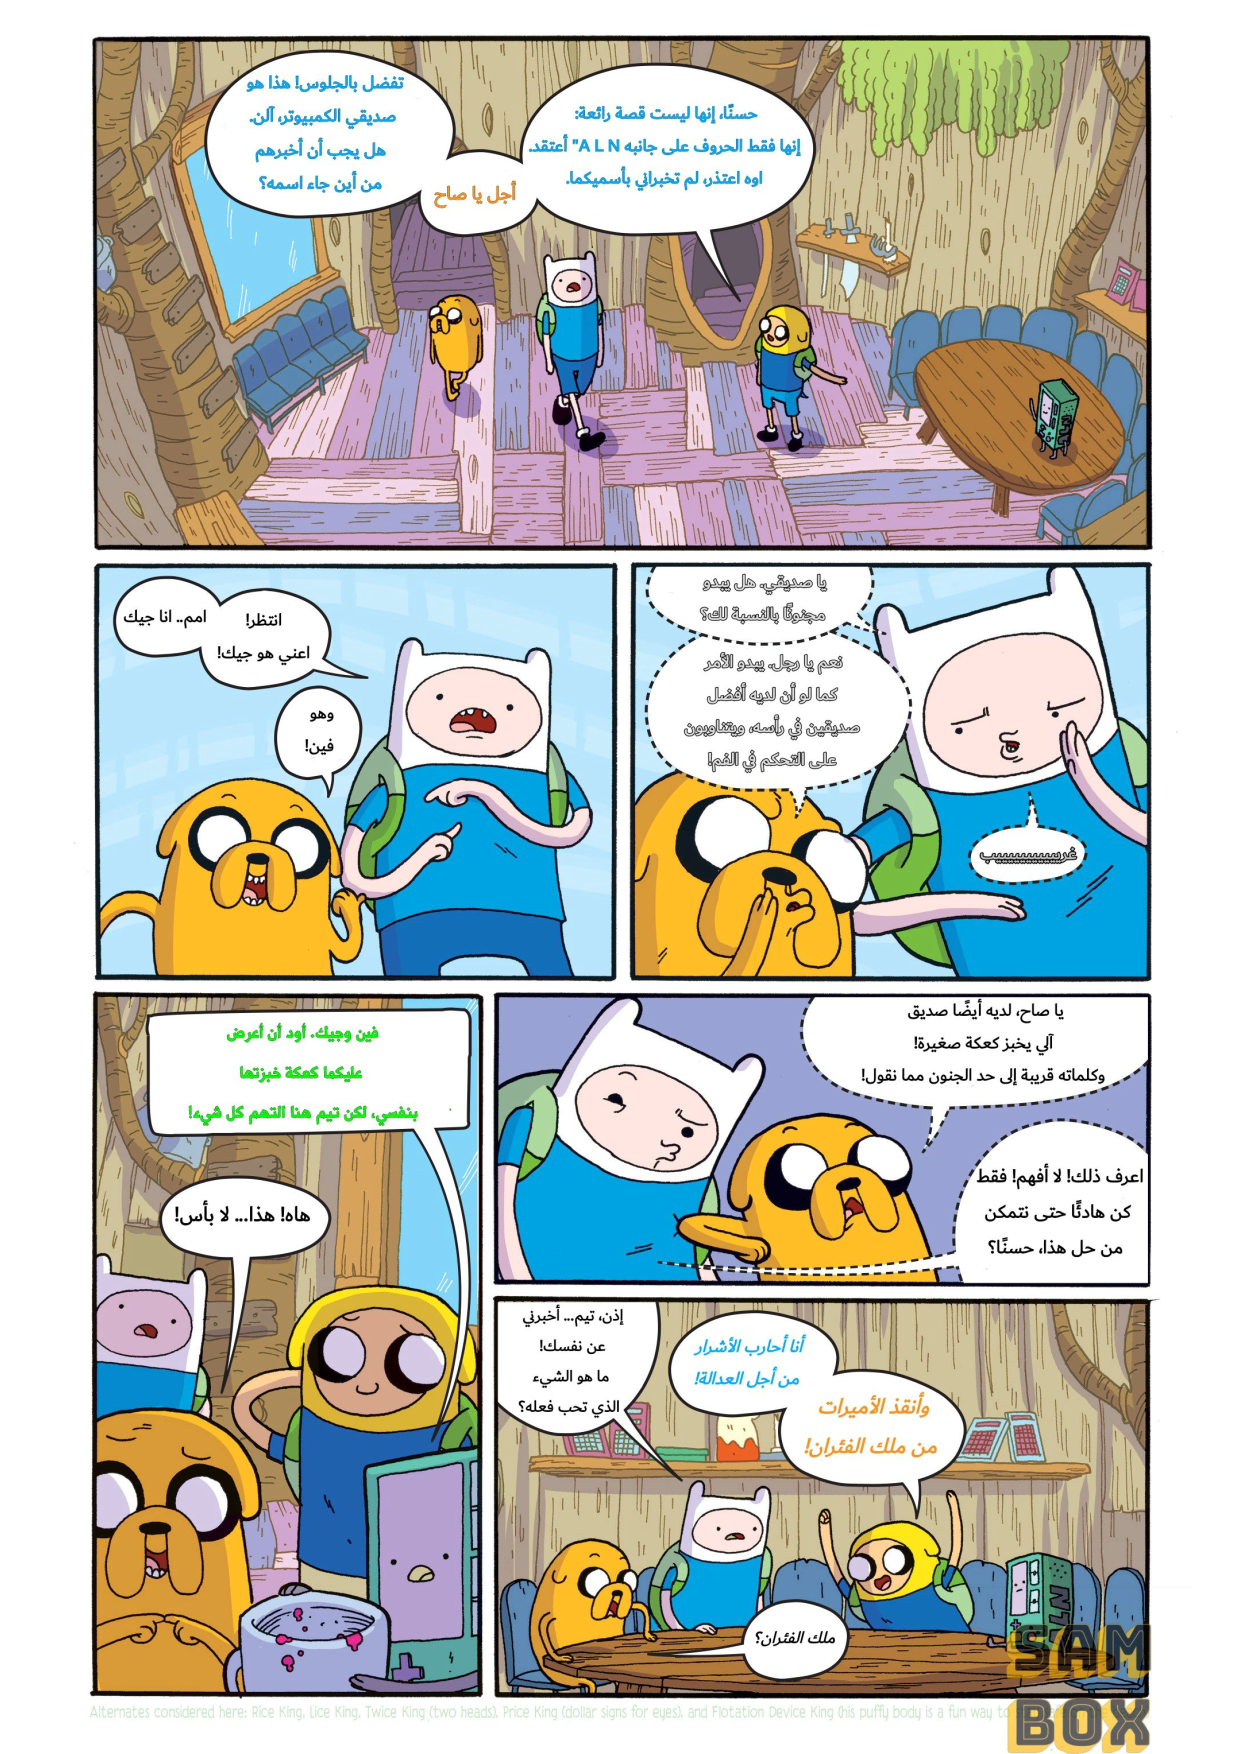 تفضل بالجلوس! هذا هو
صديقي الكمبيوتر، آلن.
هل يجب أن أخبرهم
من أين جاء اسمه؟
أجل يا صاح
حسنًا، إنها ليست قصة رائعة:
إنها فقط الحروف على جانبه A L N" أعتقد.
اوه اعتذر، لم تخبراني بأسميكما.
ALN
امم.. انا جيك
انتظر!
اعني هو جيك!
وهو
فين!
يا صديقي. هل يبدو
مجنونًا بالنسبة لك؟
نعم يا رجل. يبدو الأمر
كما لو أن لديه أفضل
صديقين في رأسه، ويتناوبون
على التحكم في الفم!
غريييييييييييب
فين وجيك. أود أن أعرض
عليكما كعكة خبزتها
بنفسي، لكن تيم هنا التهم كل شيء!
هاه! هذا... لا بأس!
يا صاح، لديه أيضًا صديق
آلي يخبز كعكة صغيرة!
وكلماته قريبة إلى حد الجنون مما نقول!
اعرف ذلك! لا أفهم! فقط
كن هادئًا حتى نتمكن
من حل هذا، حسنًا؟
إذن، تيم... أخبرني
عن نفسك!
ما هو الشيء
الذي تحب فعله؟
أنا أحارب الأشرار
من أجل العدالة!
وأنقذ الأميرات
من ملك الفئران!
ملك الفئران؟
ALN
SAM
BOX
Alternates considered here: Rice King, Lice King, Twice King (two heads), Price King (dollar signs for eyes), and Flotation Device King (his puffy body is a fun way to